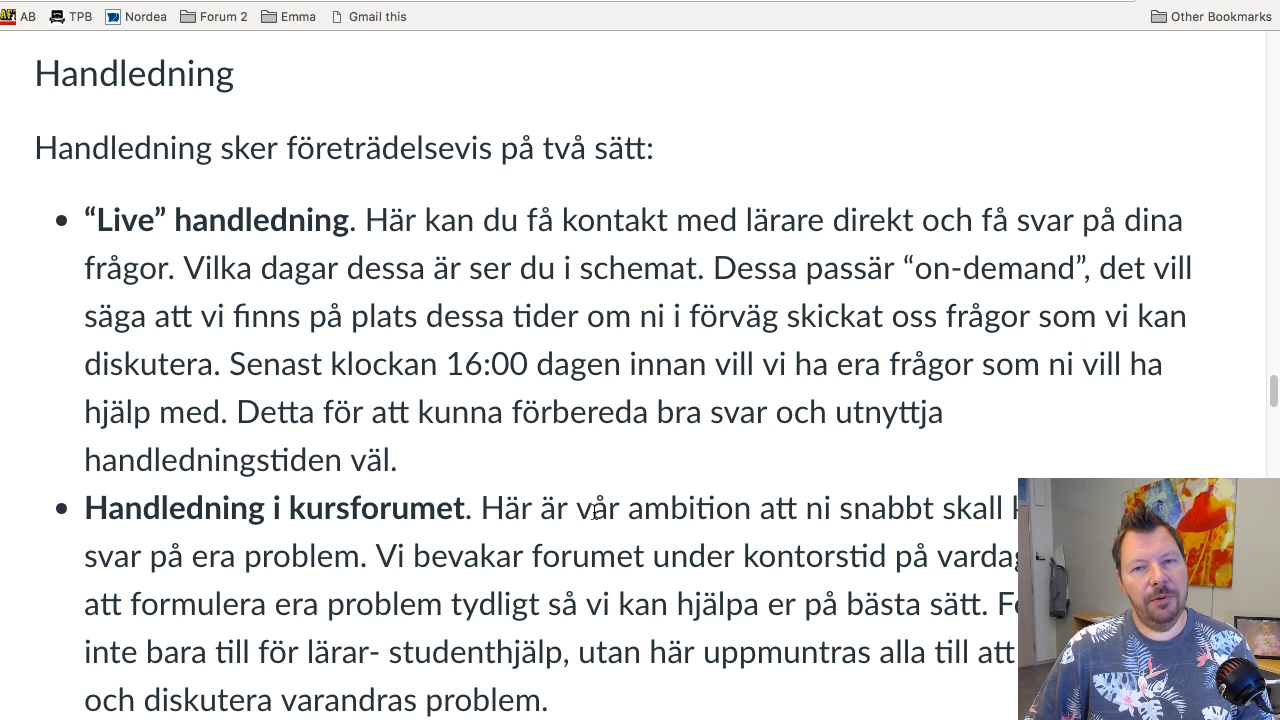 AB TPB Nordea Forum 2 Emma Gmail this Other Bookmarks
Handledning
Handledning sker företrädelsevis på två sätt:
“Live” handledning. Här kan du få kontakt med lärare direkt och få svar på dina
frågor. Vilka dagar dessa är ser du i schemat. Dessa passär “on-demand”, det vill
säga att vi finns på plats dessa tider om ni i förväg skickat oss frågor som vi kan
diskutera. Senast klockan 16:00 dagen innan vill vi ha era frågor som ni vill ha
hjälp med. Detta för att kunna förbereda bra svar och utnyttja
handledningstiden väl.
Handledning i kursforumet. Här är vår ambition att ni snabbt skall
svar på era problem. Vi bevakar forumet under kontorstid på
att formulera era problem tydligt så vi kan hjälpa er på bästa sätt.
inte bara till för lärar- studenthjälp, utan här uppmuntras alla till att
och diskutera varandras problem.